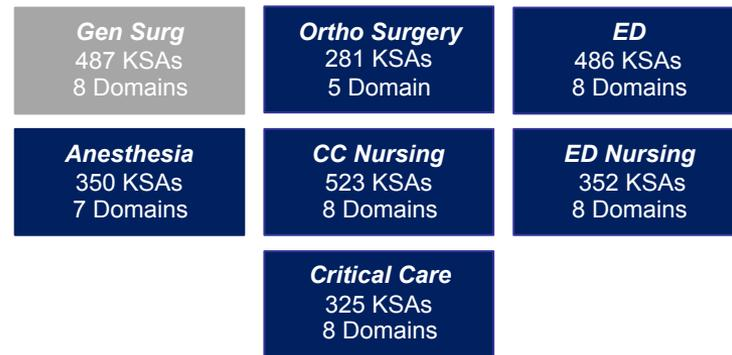 Gen Surg
487 KSAs
8 Domains
Ortho Surgery
281 KSAs
5 Domain
ED
486 KSAs
8 Domains
Anesthesia
350 KSAs
7 Domains
CC Nursing
523 KSAs
8 Domains
ED Nursing
352 KSAs
8 Domains
Critical Care
325 KSAs
8 Domains